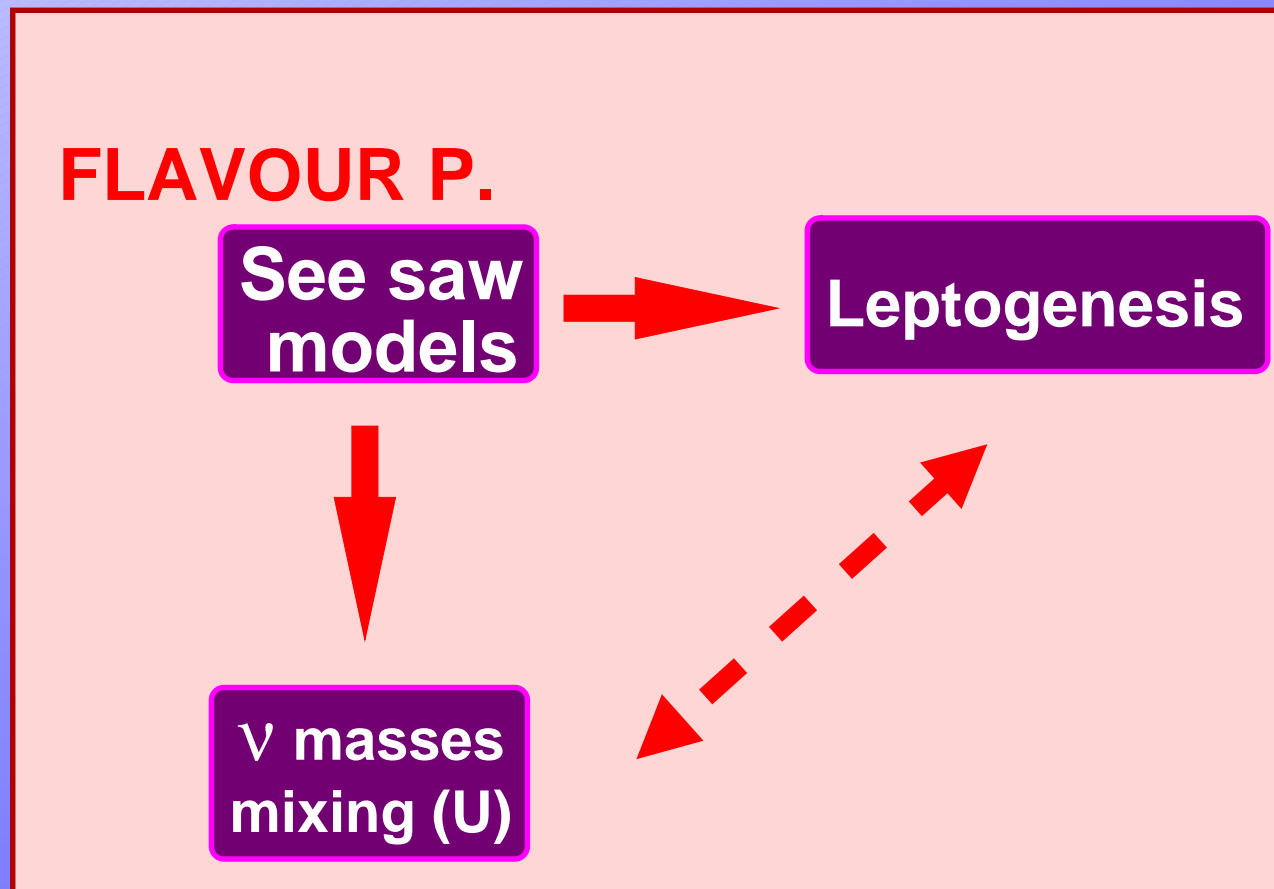 FLAVOUR P.
See saw
models
Leptogenesis
ν masses
mixing (U)